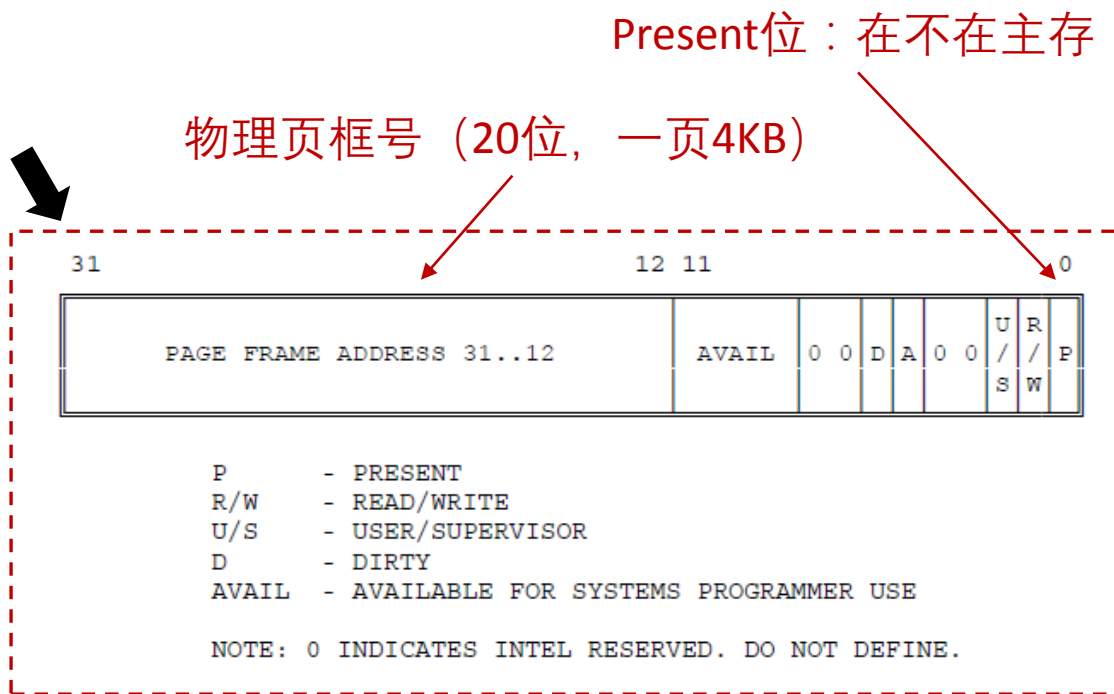 Present位：在不在主存
物理页框号（20位，一页4KB）
31 12 11 0
PAGE FRAME ADDRESS 31..12 AVAIL 0 0 D A 0 0 U/S R/W P
P - PRESENT
R/W - READ/WRITE
U/S - USER/SUPERVISOR
D - DIRTY
AVAIL - AVAILABLE FOR SYSTEMS PROGRAMMER USE
NOTE: 0 INDICATES INTEL RESERVED. DO NOT DEFINE.